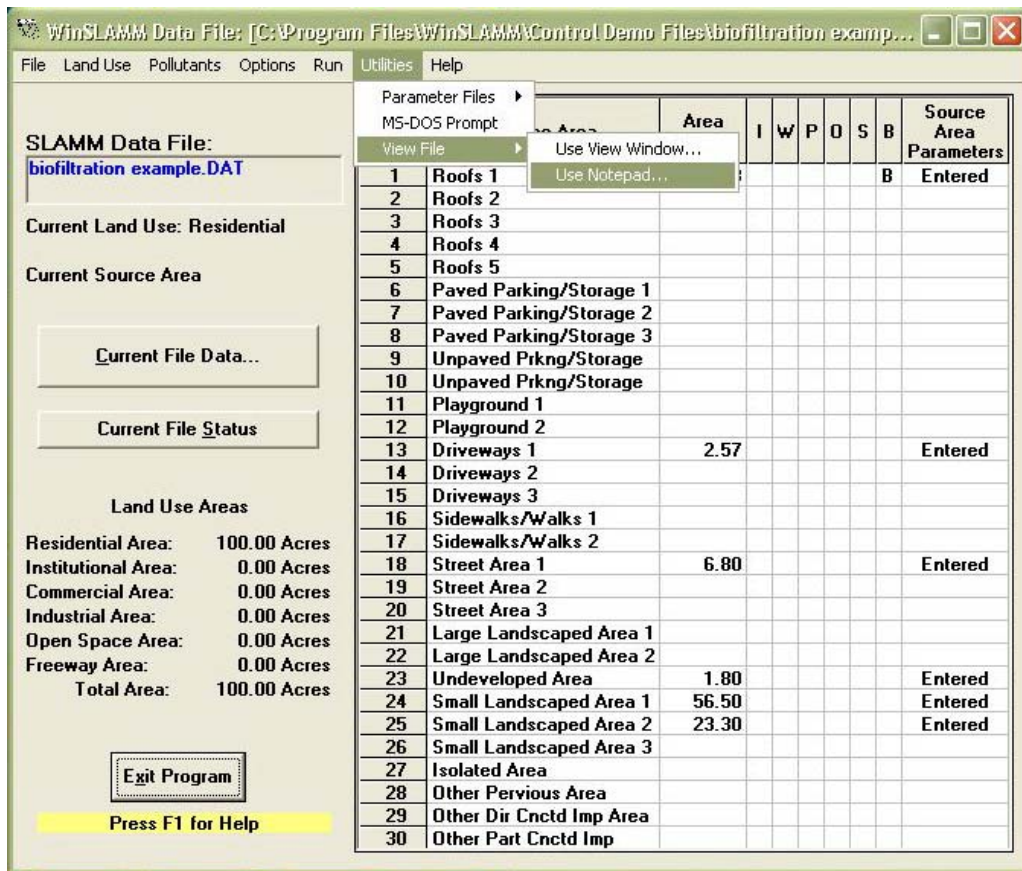 WinSLAMM Data File: [C:\Program Files\WinSLAMM\Control Demo Files\biofiltration examp...
File Land Use Pollutants Options Run Utilities Help
Parameter Files
MS-DOS Prompt
View File
Use View Window...
Use Notepad...
SLAMM Data File:
biofiltration example.DAT
Current Land Use: Residential
Current Source Area
Current File Data...
Current File Status
Land Use Areas
Residential Area: 100.00 Acres
Institutional Area: 0.00 Acres
Commercial Area: 0.00 Acres
Industrial Area: 0.00 Acres
Open Space Area: 0.00 Acres
Freeway Area: 0.00 Acres
Total Area: 100.00 Acres
Exit Program
Press F1 for Help
Area Area I W P O S B Source Area Parameters
1 Roofs 1 B Entered
2 Roofs 2
3 Roofs 3
4 Roofs 4
5 Roofs 5
6 Paved Parking/Storage 1
7 Paved Parking/Storage 2
8 Paved Parking/Storage 3
9 Unpaved Prkng/Storage
10 Unpaved Prkng/Storage
11 Playground 1
12 Playground 2
13 Driveways 1 2.57 Entered
14 Driveways 2
15 Driveways 3
16 Sidewalks/Walks 1
17 Sidewalks/Walks 2
18 Street Area 1 6.80 Entered
19 Street Area 2
20 Street Area 3
21 Large Landscaped Area 1
22 Large Landscaped Area 2
23 Undeveloped Area 1.80 Entered
24 Small Landscaped Area 1 56.50 Entered
25 Small Landscaped Area 2 23.30 Entered
26 Small Landscaped Area 3
27 Isolated Area
28 Other Pervious Area
29 Other Dir Cnctd Imp Area
30 Other Part Cnctd Imp